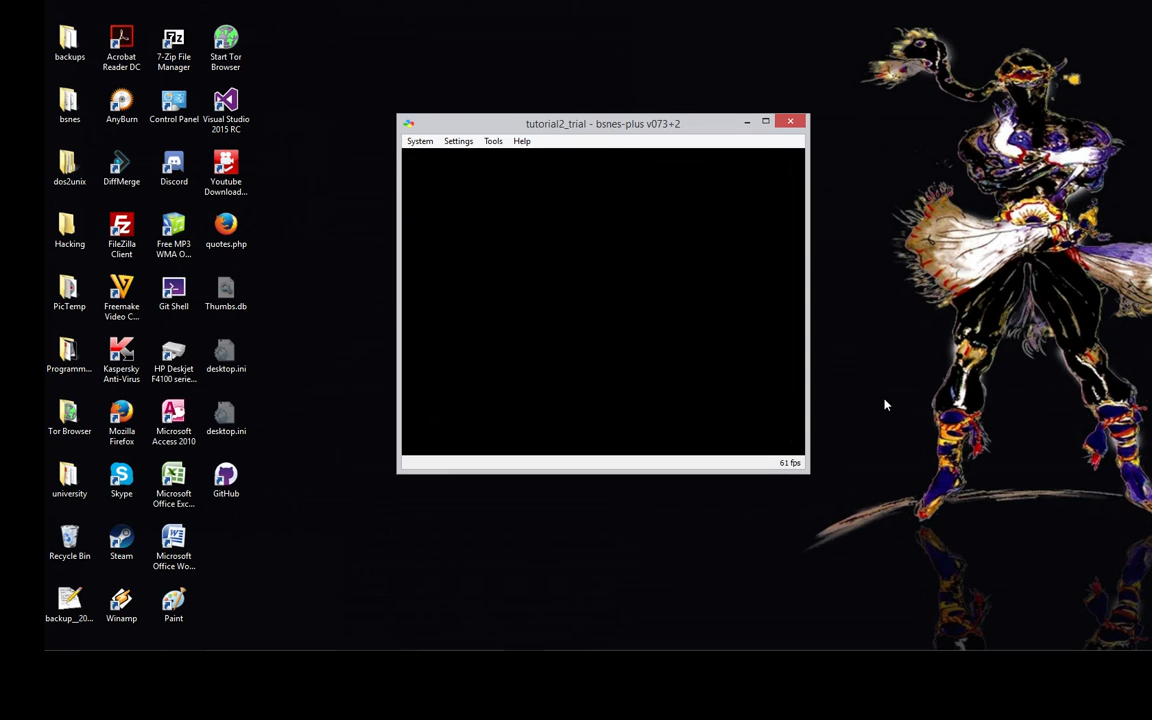 backups
Acrobat
Reader DC
7-Zip File
Manager
Start Tor
Browser
bsnes
AnyBurn
Control Panel
Visual Studio
2015 RC
dos2unix
DiffMerge
Discord
Youtube
Download...
Hacking
FileZilla
Client
Free MP3
WMA O...
quotes.php
PicTemp
Freemake
Video C...
Git Shell
Thumbs.db
Programm...
Kaspersky
Anti-Virus
HP Deskjet
F4100 serie...
desktop.ini
Tor Browser
Mozilla
Firefox
Microsoft
Access 2010
desktop.ini
university
Skype
Microsoft
Office Exc...
GitHub
Recycle Bin
Steam
Microsoft
Office Wo...
backup_20...
Winamp
Paint
tutorial2_trial - bsnes-plus v073+2
System Settings Tools Help
61 fps